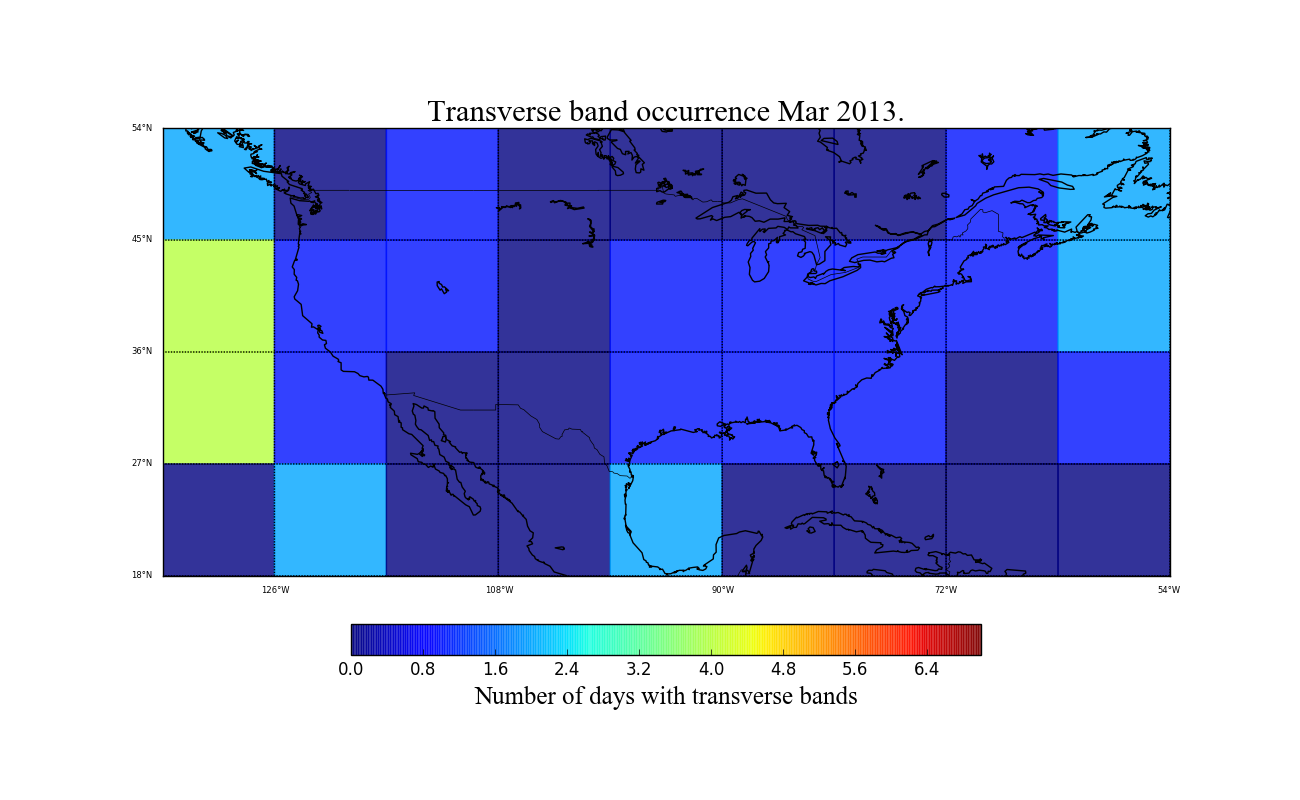 Transverse band occurrence Mar 2013.
54°N
45°N
36°N
27°N
18°N
126°W 108°W 90°W 72°W 54°W
0.0 0.8 1.6 2.4 3.2 4.0 4.8 5.6 6.4
Number of days with transverse bands